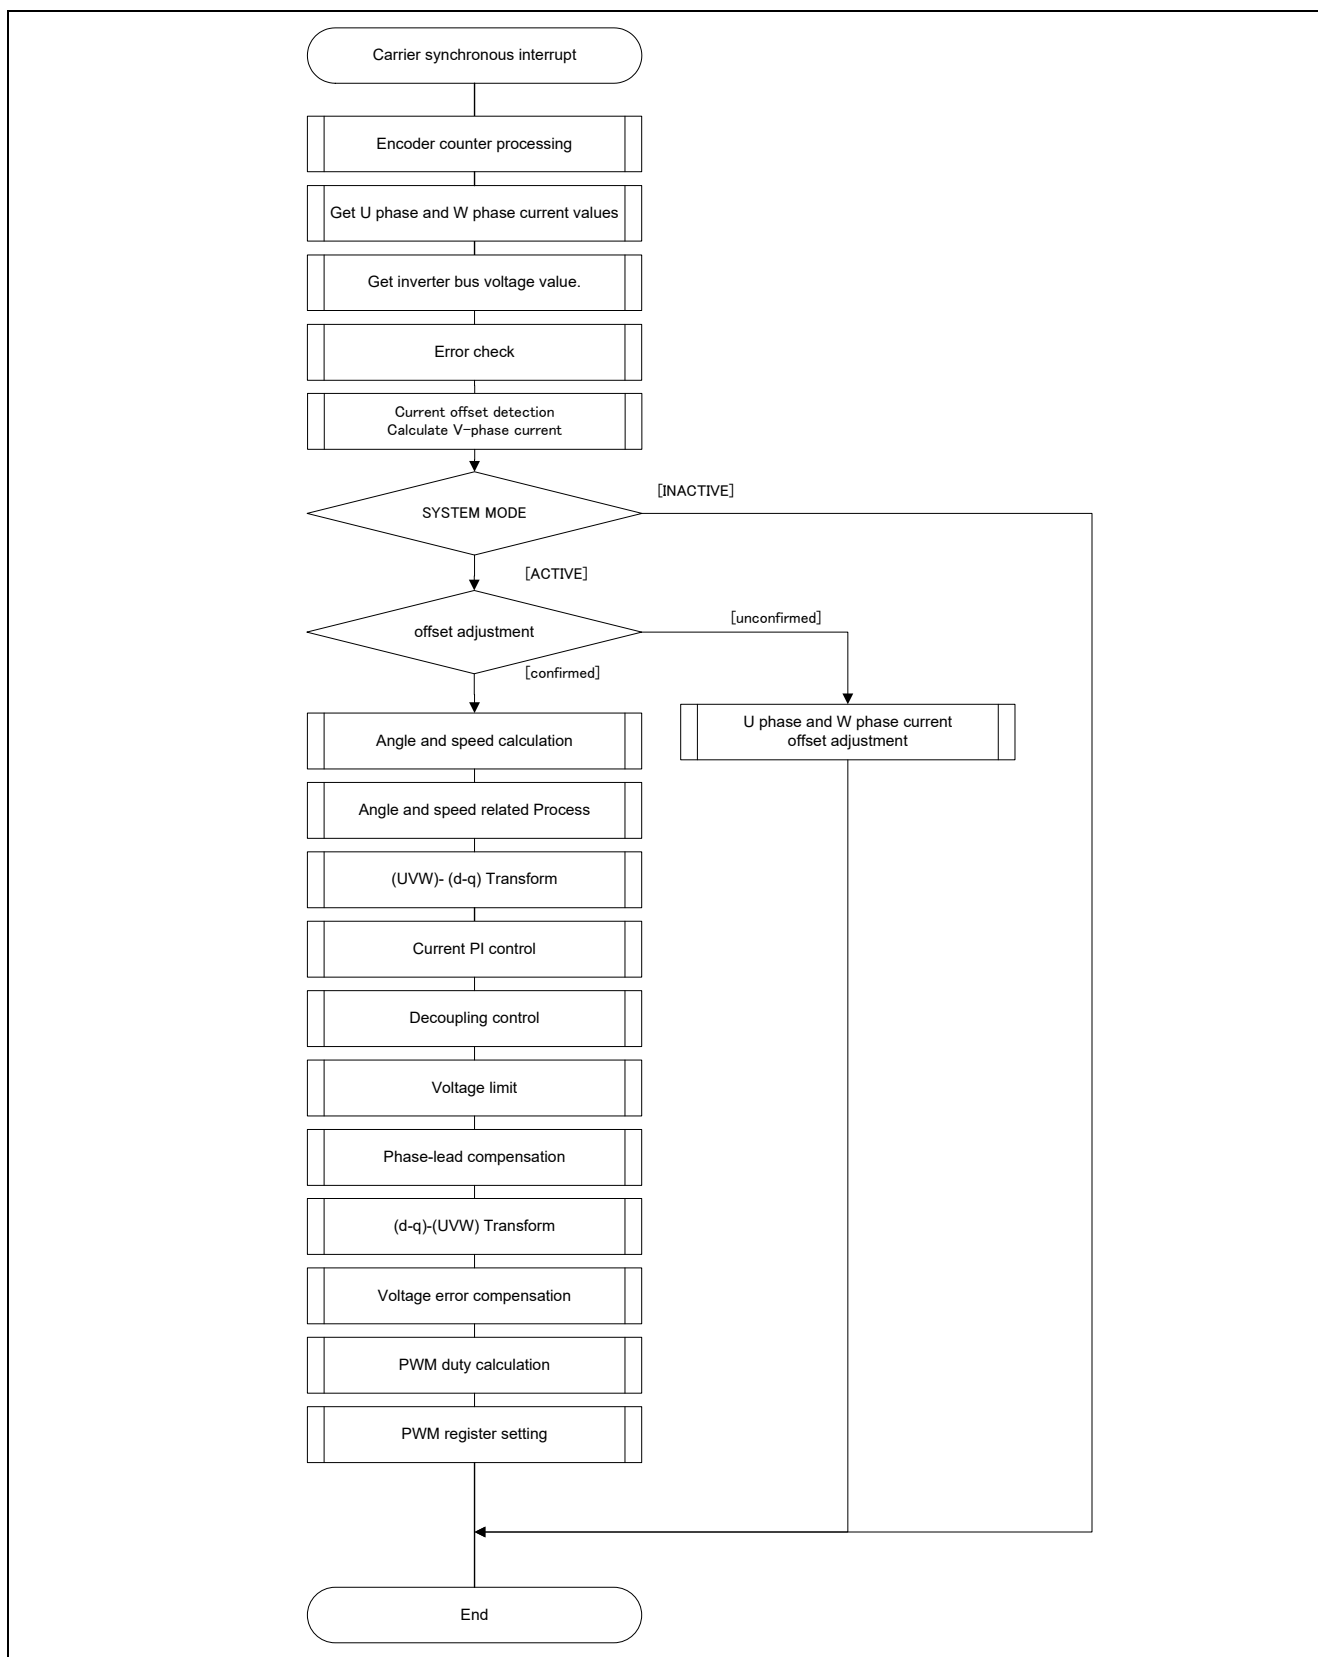 Carrier synchronous interrupt
Encoder counter processing
Get U phase and W phase current values
Get inverter bus voltage value.
Error check
Current offset detection
Calculate V-phase current
[INACTIVE]
SYSTEM MODE
[ACTIVE]
[unconfirmed]
offset adjustment
[confirmed]
U phase and W phase current
offset adjustment
Angle and speed calculation
Angle and speed related Process
(UVW)- (d-q) Transform
Current PI control
Decoupling control
Voltage limit
Phase-lead compensation
(d-q)-(UVW) Transform
Voltage error compensation
PWM duty calculation
PWM register setting
End